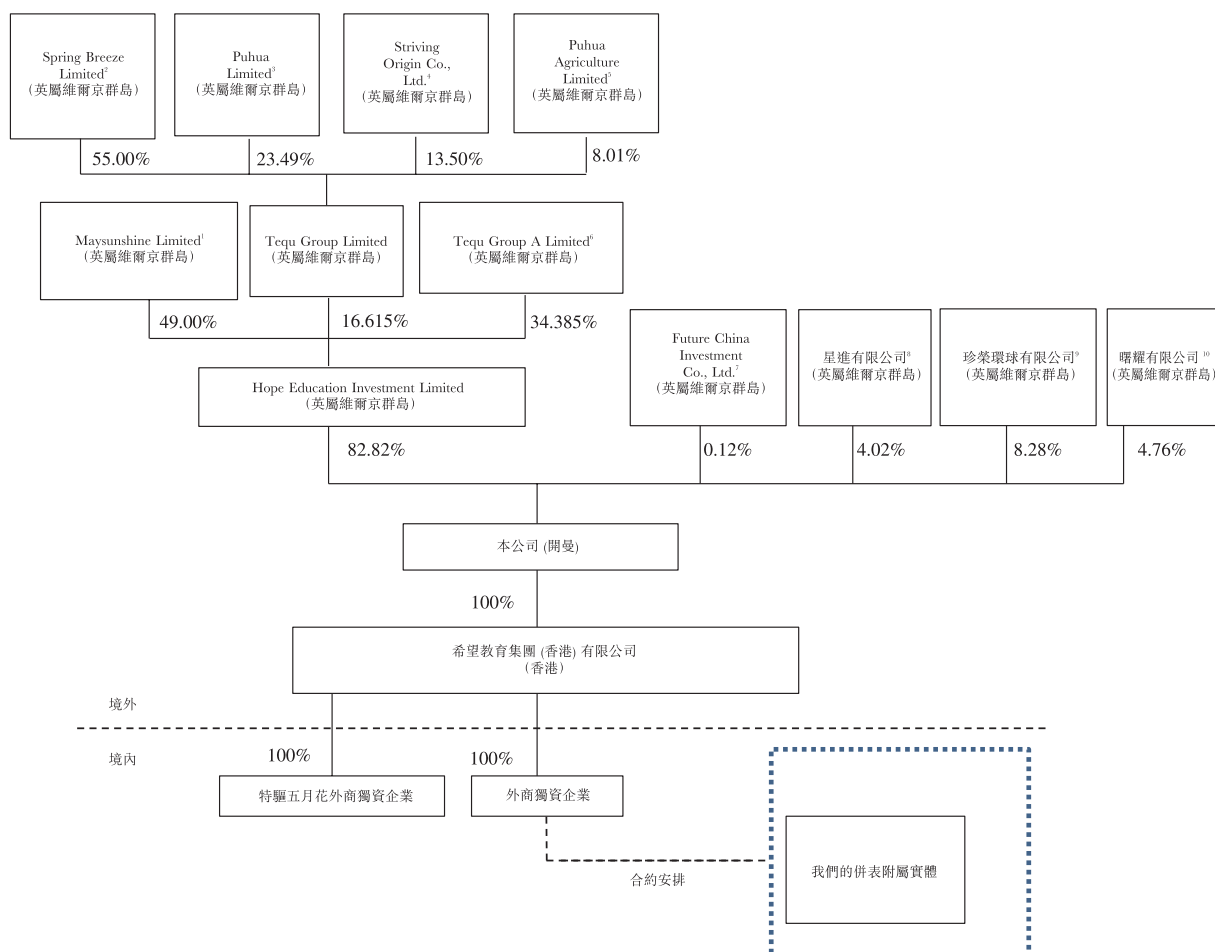 Spring Breeze
Limited²
(英屬維爾京群島)
Puhua
Limited³
(英屬維爾京群島)
Striving
Origin Co.,
Ltd.⁴
(英屬維爾京群島)
Puhua
Agriculture
Limited⁵
(英屬維爾京群島)
55.00%
23.49%
13.50%
8.01%
Maysunshine Limited¹
(英屬維爾京群島)
Tequ Group Limited
(英屬維爾京群島)
Tequ Group A Limited⁶
(英屬維爾京群島)
49.00%
16.615%
34.385%
Hope Education Investment Limited
(英屬維爾京群島)
Future China
Investment
Co., Ltd.⁷
(英屬維爾京群島)
星進有限公司⁸
(英屬維爾京群島)
珍榮環球有限公司⁹
(英屬維爾京群島)
曙耀有限公司¹⁰
(英屬維爾京群島)
82.82%
0.12%
4.02%
8.28%
4.76%
本公司 (開曼)
100%
希望教育集團 (香港) 有限公司
(香港)
境外
境內
100%
100%
特驅五月花外商獨資企業
外商獨資企業
合約安排
我們的併表附屬實體